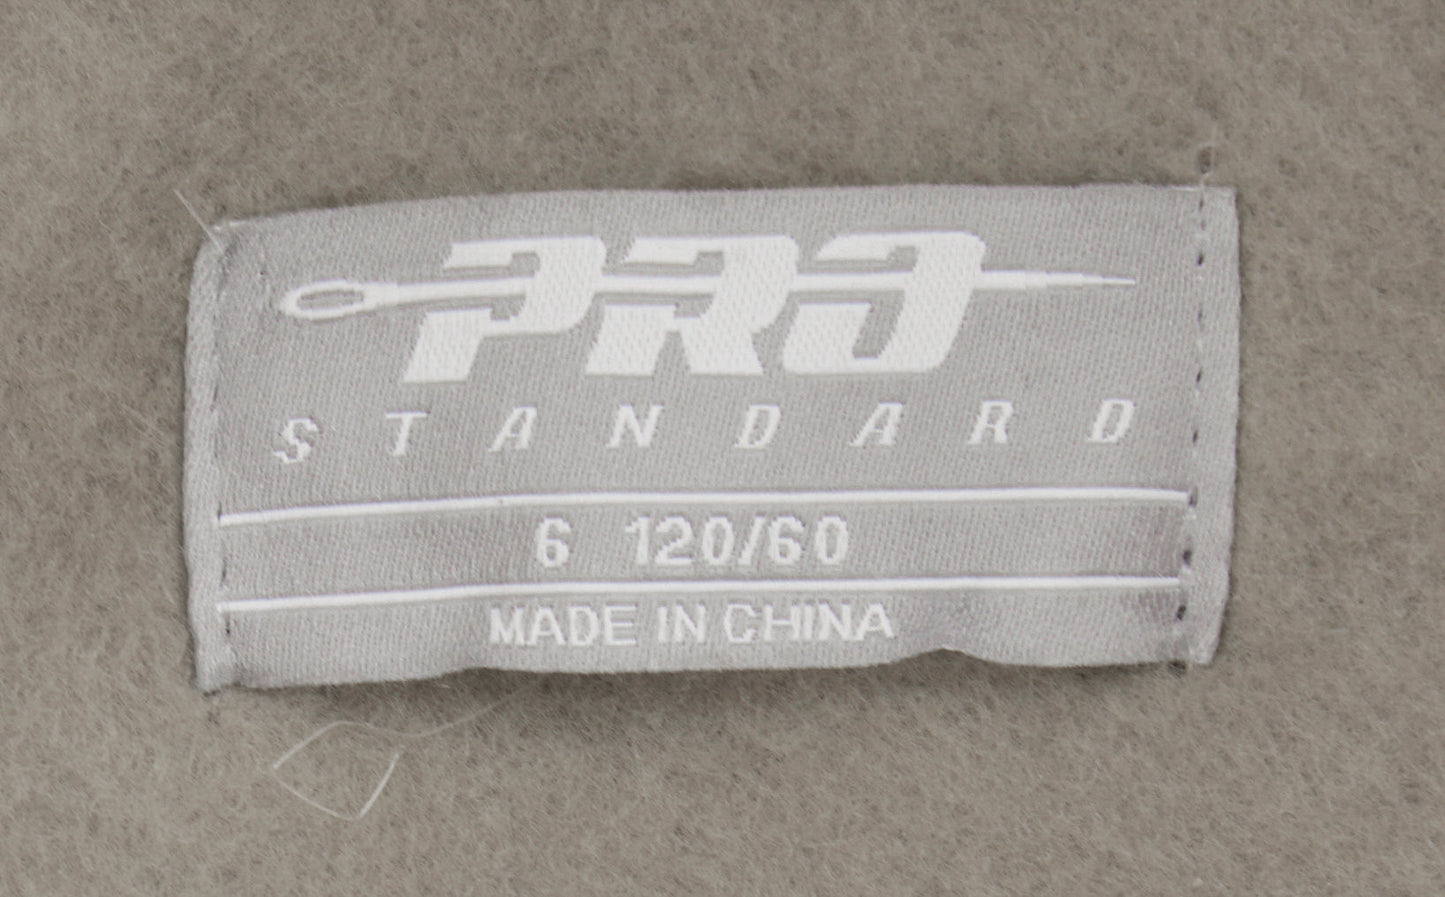 PRO
STANDARD
6 120/60
MADE IN CHINA